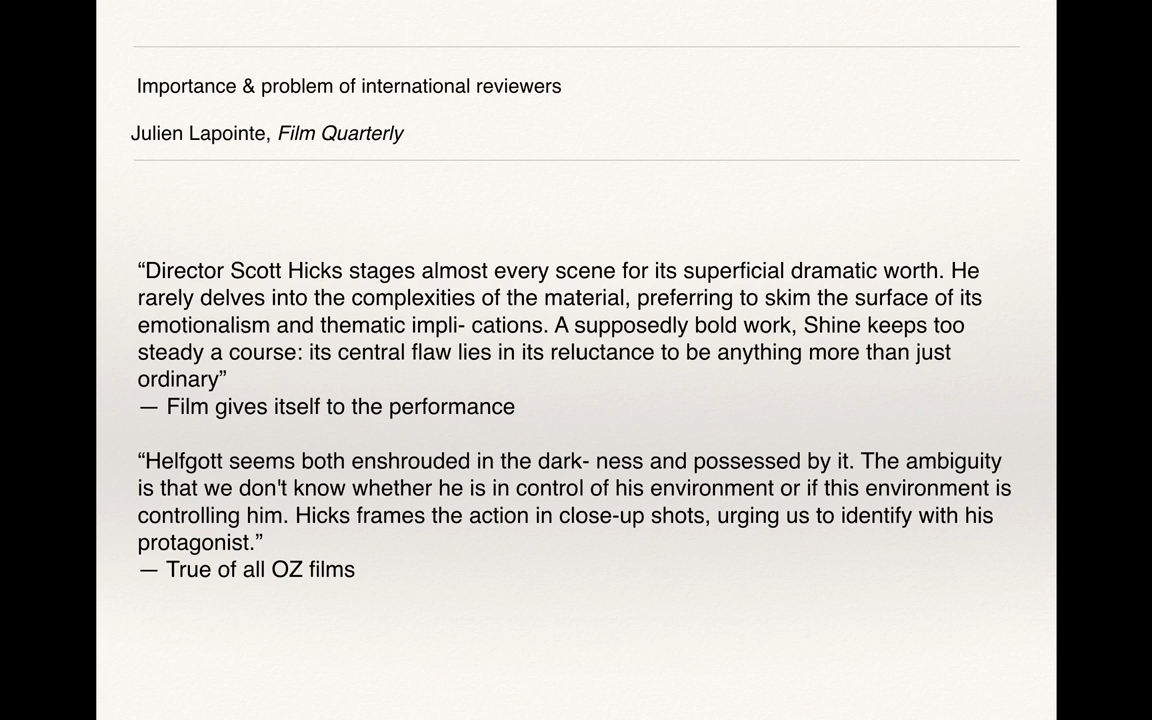 Importance & problem of international reviewers
Julien Lapointe, Film Quarterly
“Director Scott Hicks stages almost every scene for its superficial dramatic worth. He
rarely delves into the complexities of the material, preferring to skim the surface of its
emotionalism and thematic impli- cations. A supposedly bold work, Shine keeps too
steady a course: its central flaw lies in its reluctance to be anything more than just
ordinary”
— Film gives itself to the performance
“Helfgott seems both enshrouded in the dark- ness and possessed by it. The ambiguity
is that we don't know whether he is in control of his environment or if this environment is
controlling him. Hicks frames the action in close-up shots, urging us to identify with his
protagonist.”
— True of all OZ films